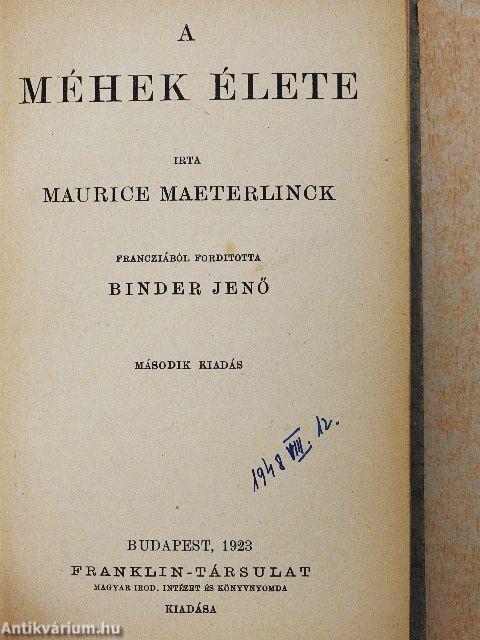 A
MÉHEK ÉLETE
IRTA
MAURICE MAETERLINCK
FRANCZIÁBÓL FORDITOTTA
BINDER JENŐ
MÁSODIK KIADÁS
1948 VIII. 12.
BUDAPEST, 1923
FRANKLIN-TÁRSULAT
MAGYAR IROD. INTÉZET ÉS KÖNYVNYOMDA
KIADÁSA
Antikvárium.hu